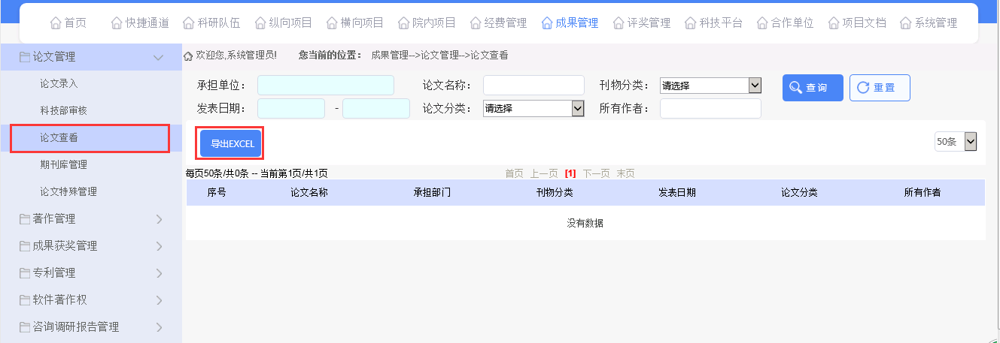 首页 快捷通道 科研队伍 纵向项目 横向项目 院内项目 经费管理 成果管理 评奖管理 科技平台 合作单位 项目文档 系统管理
论文管理
论文录入
科技部审核
论文查看
期刊库管理
论文特殊管理
著作管理
成果获奖管理
专利管理
软件著作权
咨询调研报告管理
欢迎您,系统管理员! 您当前的位置： 成果管理-->论文管理-->论文查看
承担单位： 论文名称： 刊物分类： 请选择 查询 重置
发表日期： - 论文分类： 请选择 所有作者：
导出EXCEL 50条
每页50条/共0条 -- 当前第1页/共1页 首页 上一页 [1] 下一页 末页
序号 论文名称 承担部门 刊物分类 发表日期 论文分类 所有作者
没有数据